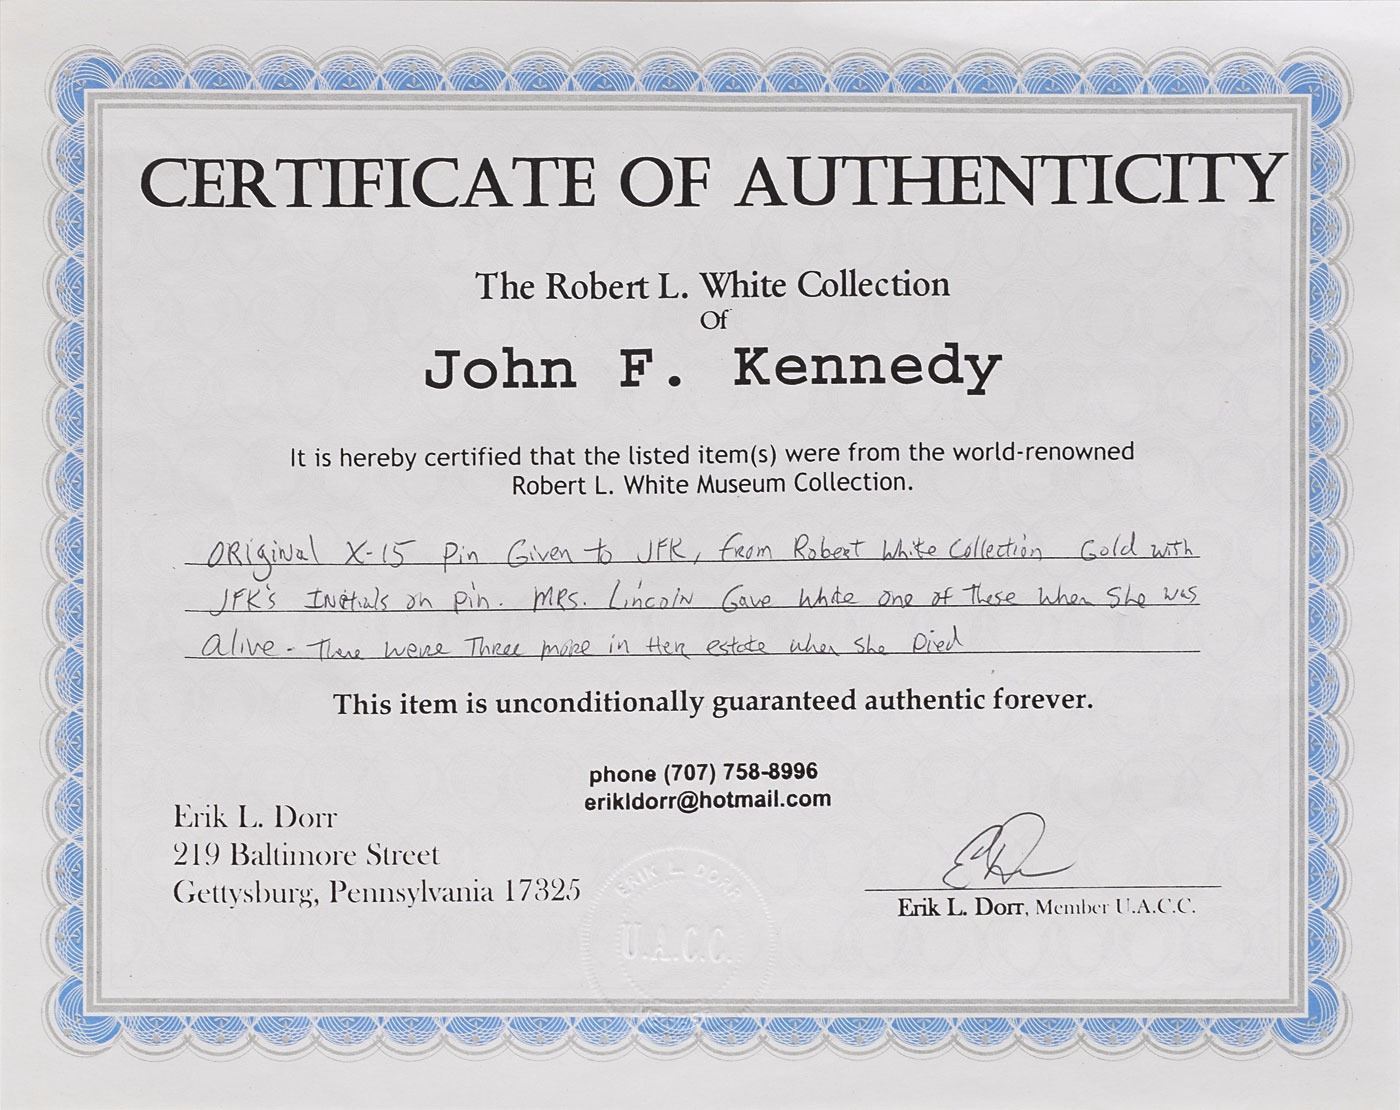 CERTIFICATE OF AUTHENTICITY
The Robert L. White Collection
Of
John F. Kennedy
It is hereby certified that the listed item(s) were from the world-renowned
Robert L. White Museum Collection.
ORiginal X-15 Pin Given to JFK, from Robert White Collection Gold with
JFK's Initials on Pin. MRS. Lincoln Gave White one of These When She was
Alive - There were Three more in Her estate when she Died
This item is unconditionally guaranteed authentic forever.
phone (707) 758-8996
erikldorr@hotmail.com
Erik L. Dorr
219 Baltimore Street
Gettysburg, Pennsylvania 17325
ERIK L. DORR
U.A.C.C.
Erik L. Dorr, Member U.A.C.C.